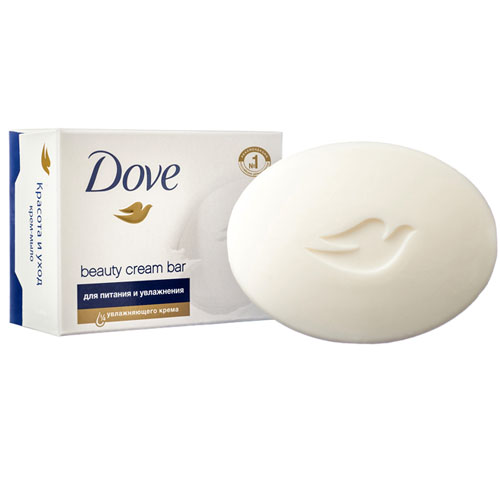 Красота и уход
крем-мыло
Dove
№1
beauty cream bar
для питания и увлажнения
¼ увлажняющего крема